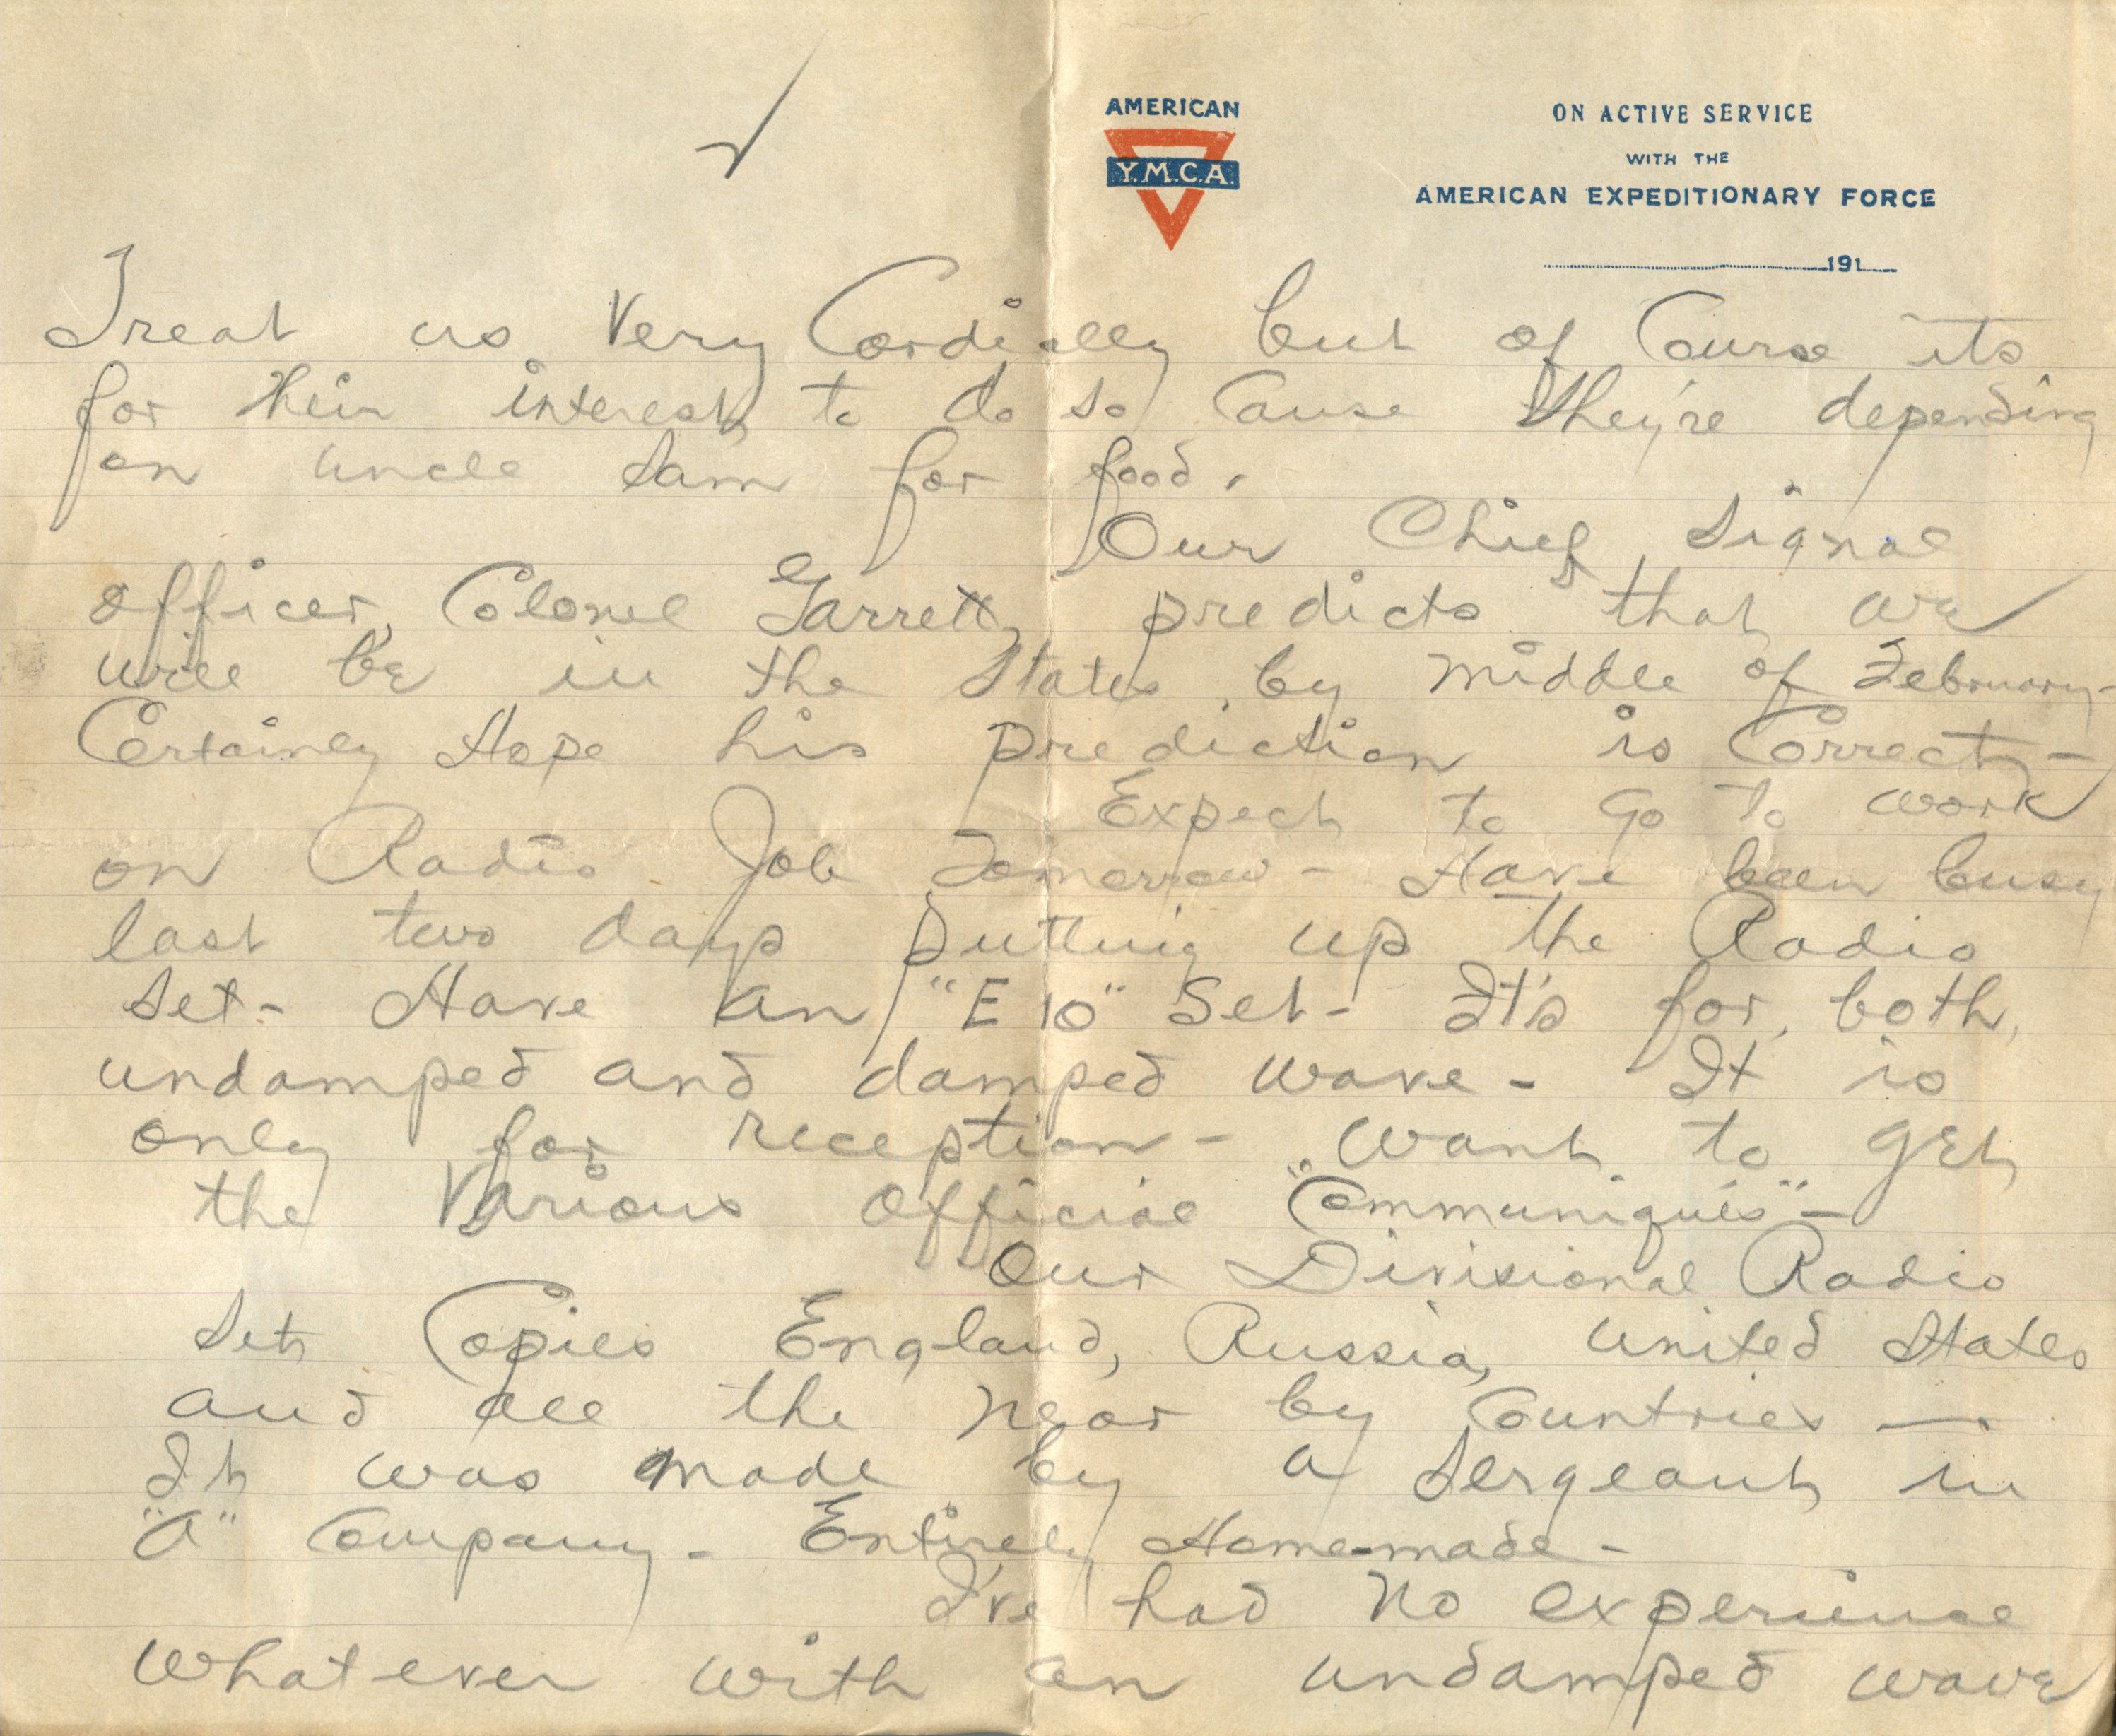 AMERICAN
Y.M.C.A.
ON ACTIVE SERVICE
WITH THE
AMERICAN EXPEDITIONARY FORCE
191
Treat us very Cordially but of Course its
for their interest to do so Cause they're depending
on uncle Sam for food.
Our Chief Signal
officer, Colonel Garrett, predicts that we
will be in the States by middle of February-
Certainly Hope his prediction is Correct-
Expect to Go to work
on Radio Job Tomorrow - Have been busy
last two days putting up the Radio
Set- Have an "E 10" Set- It's for both,
undamped and damped wave - It is
only for reception - want to get
the Various Official "Communiqués"-
Our Divisional Radio
Set Copies England, Russia, United States
and all the near by Countries —
It was made by a Sergeant in
"A" Company - Entirely Home-made -
I've had no experience
whatever with an undamped wave